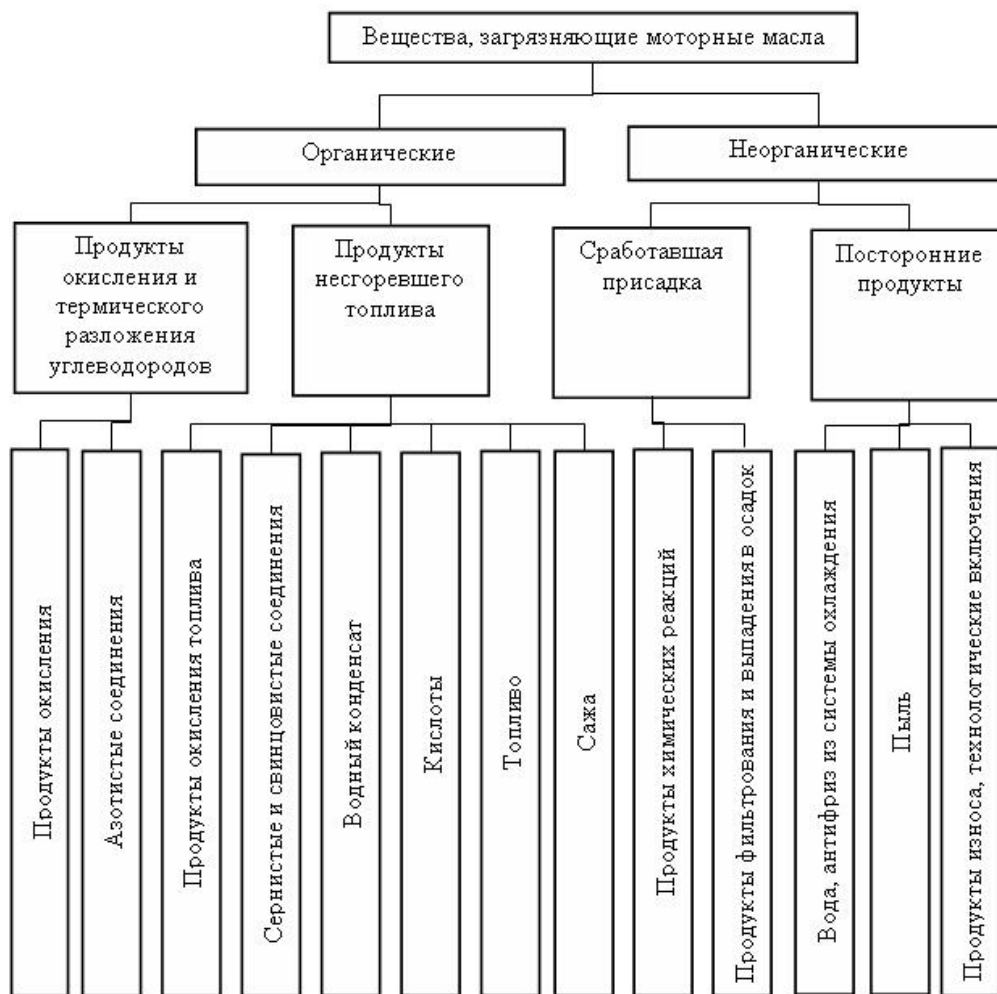 Вещества, загрязняющие моторные масла
Органические
Неорганические
Продукты
окисления и
термического
разложения
углеводородов
Продукты
несгоревшего
топлива
Сработавшая
присадка
Посторонние
продукты
Продукты окисления
Азотистые соединения
Продукты окисления топлива
Сернистые и свинцовистые соединения
Водный конденсат
Кислоты
Топливо
Сажа
Продукты химических реакций
Продукты фильтрования и выпадения в осадок
Вода, антифриз из системы охлаждения
Пыль
Продукты износа, технологические включения